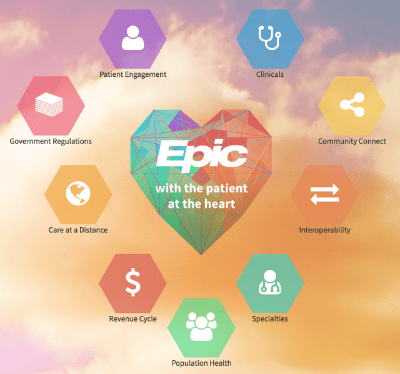 Patient Engagement
Clinicals
Government Regulations
Community Connect
Epic
with the patient
at the heart
Care at a Distance
Interoperability
Revenue Cycle
Specialties
Population Health